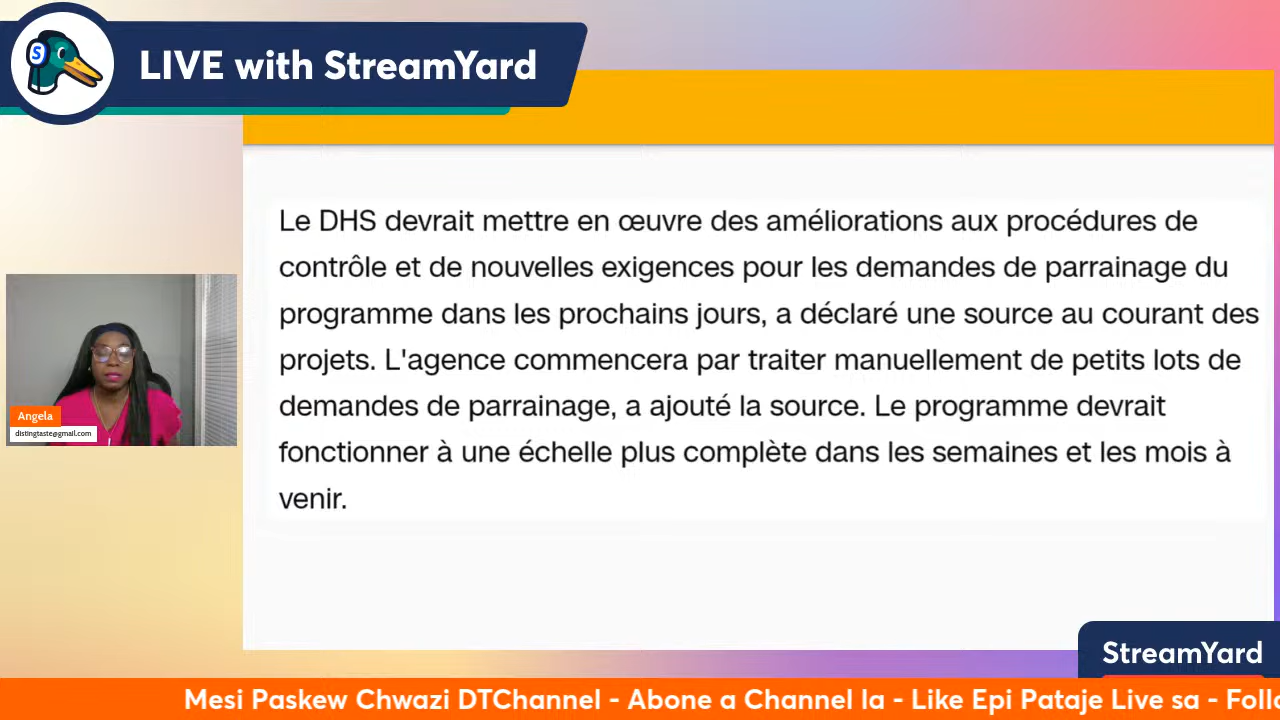 S
LIVE with StreamYard
Le DHS devrait mettre en œuvre des améliorations aux procédures de
contrôle et de nouvelles exigences pour les demandes de parrainage du
programme dans les prochains jours, a déclaré une source au courant des
projets. L'agence commencera par traiter manuellement de petits lots de
demandes de parrainage, a ajouté la source. Le programme devrait
fonctionner à une échelle plus complète dans les semaines et les mois à
venir.
Angela
distingtaste@gmail.com
StreamYard
Mesi Paskew Chwazi DTChannel - Abone a Channel la - Like Epi Pataje Live sa - Follo